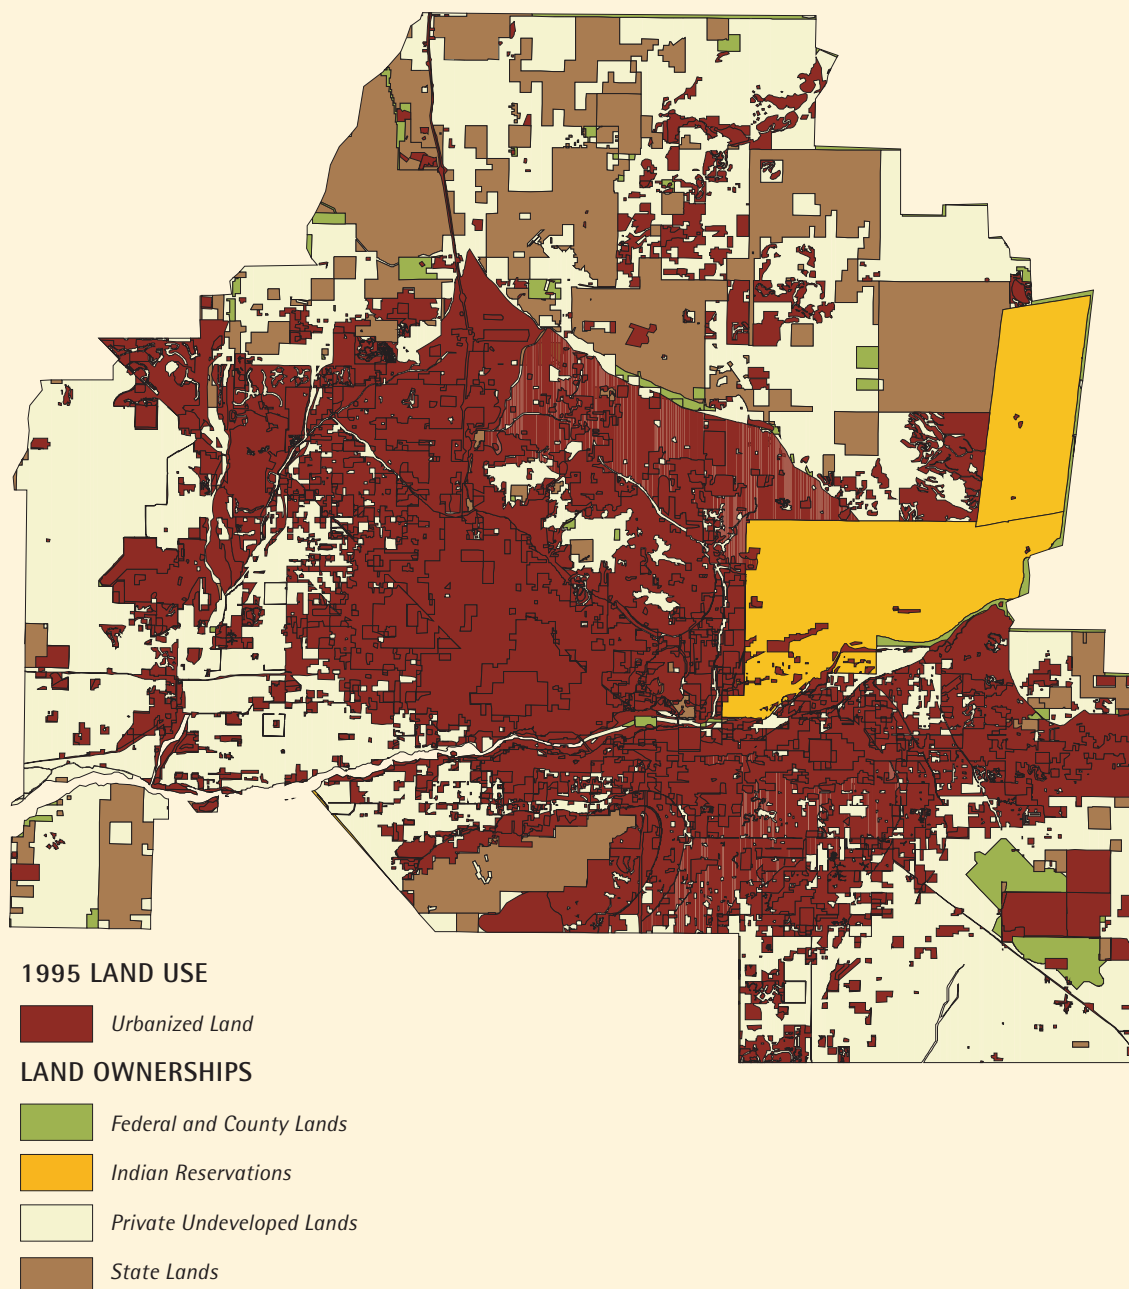 1995 LAND USE
Urbanized Land
LAND OWNERSHIPS
Federal and County Lands
Indian Reservations
Private Undeveloped Lands
State Lands